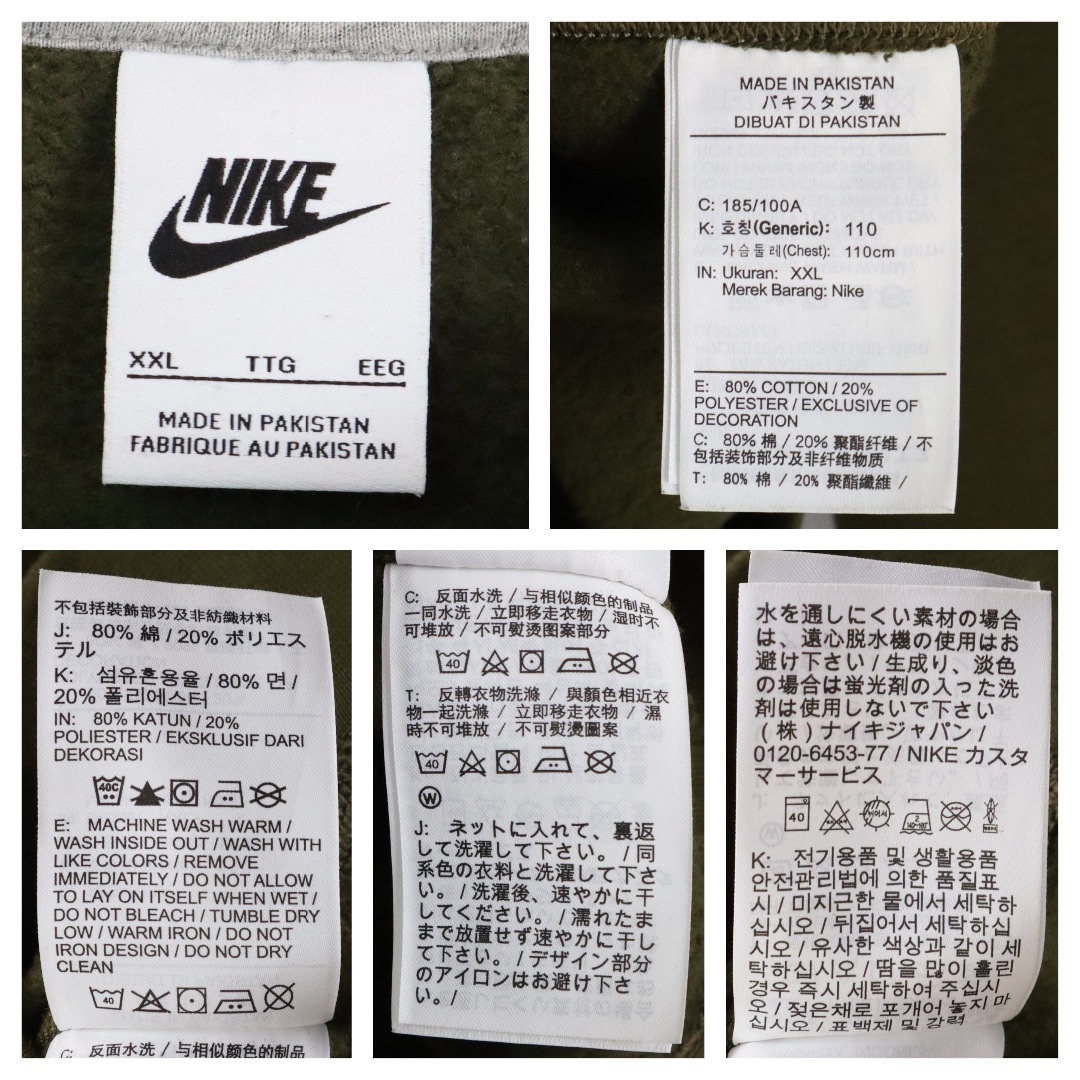 NIKE
XXL TTG EEG
MADE IN PAKISTAN
FABRIQUE AU PAKISTAN
MADE IN PAKISTAN
パキスタン製
DIBUAT DI PAKISTAN
C: 185/100A
K: 호칭(Generic): 110
가슴둘레(Chest): 110cm
IN: Ukuran: XXL
Merek Barang: Nike
E: 80% COTTON / 20%
POLYESTER / EXCLUSIVE OF
DECORATION
C: 80% 棉 / 20% 聚酯纤维 / 不
包括装饰部分及非纤维物质
T: 80% 棉 / 20% 聚酯纖維 /
不包括裝飾部分及非紡織材料
J: 80% 綿 / 20% ポリエス
テル
K: 섬유혼용율 / 80% 면 /
20% 폴리에스터
IN: 80% KATUN / 20%
POLIESTER / EKSKLUSIF DARI
DEKORASI
40C
E: MACHINE WASH WARM /
WASH INSIDE OUT / WASH WITH
LIKE COLORS / REMOVE
IMMEDIATELY / DO NOT ALLOW
TO LAY ON ITSELF WHEN WET /
DO NOT BLEACH / TUMBLE DRY
LOW / WARM IRON / DO NOT
IRON DESIGN / DO NOT DRY
CLEAN
40
C: 反面水洗 / 与相似颜色的制品
C: 反面水洗 / 与相似颜色的制品
一同水洗 / 立即移走衣物 / 湿时不
可堆放 / 不可熨烫图案部分
40
T: 反轉衣物洗滌 / 與顏色相近衣
物一起洗滌 / 立即移走衣物 / 濕
時不可堆放 / 不可熨燙圖案
40
W
J: ネットに入れて、裏返
して洗濯して下さい。 / 同
系色の衣料と洗濯して下さ
い。 / 洗濯後、速やかに干
してください。 / 濡れたま
まで放置せず速やかに干し
て下さい。 / デザイン部分
のアイロンはお避け下さ
い。 /
水を通しにくい素材の場合
は、遠心脱水機の使用はお
避け下さい / 生成り、淡色
の場合は蛍光剤の入った洗
剤は使用しないで下さい
( 株 ) ナイキジャパン /
0120-6453-77 / NIKE カスタ
マーサービス
40
K: 전기용품 및 생활용품
안전관리법에 의한 품질표
시 / 미지근한 물에서 세탁하
십시오 / 뒤집어서 세탁하십
시오 / 유사한 색상과 같이 세
탁하십시오 / 땀을 많이 흘린
경우 즉시 세탁하여 주십시
오 / 젖은채로 포개어 놓지 마
십시오 / 표백제 및 강력